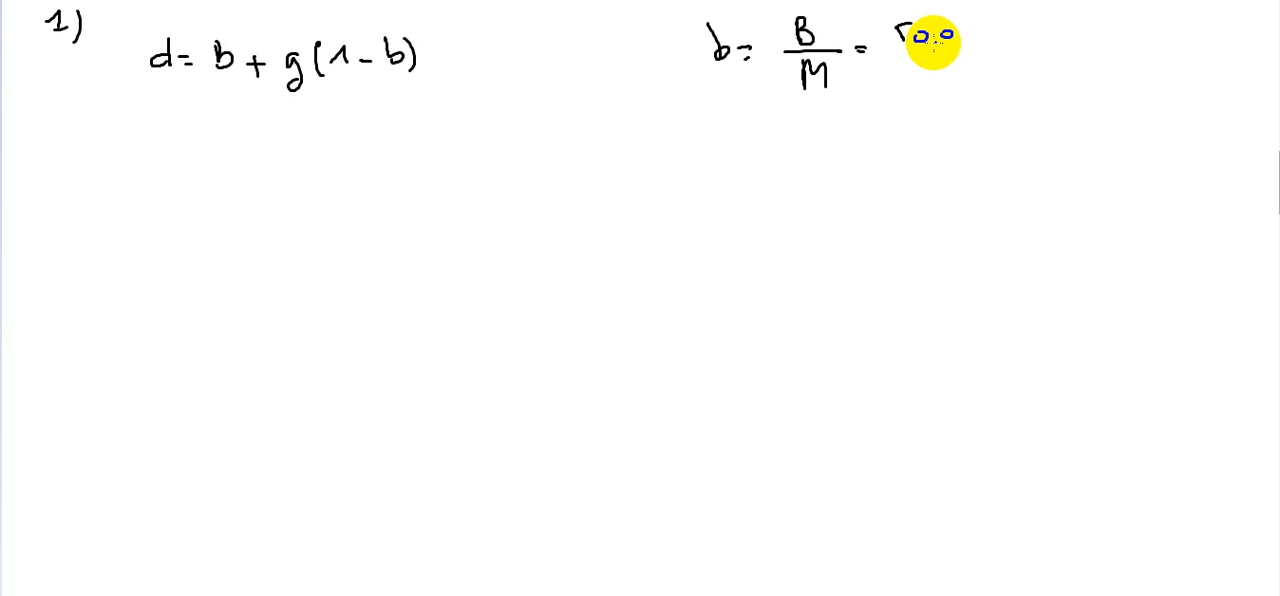 1)
d = b + g(1 - b)
b = B/M =